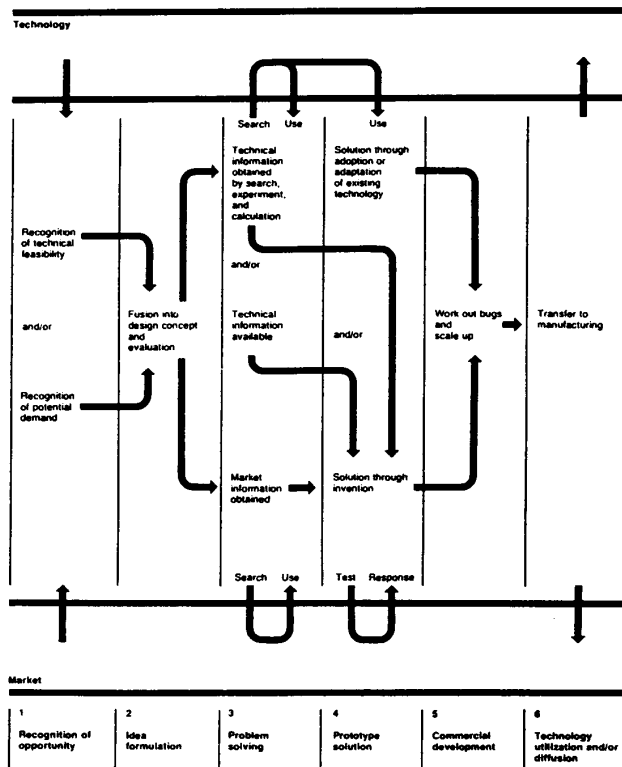 Technology
Search
Use
Use
Technical
information
obtained
by search,
experiment,
and
calculation
Solution through
adoption or
adaptation
of existing
technology
Recognition
of technical
feasibility
and/or
and/or
Fusion into
design concept
and
evaluation
Technical
information
available
and/or
Work out bugs
and
scale up
Transfer to
manufacturing
Recognition
of potential
demand
Market
information
obtained
Solution through
invention
Search
Use
Test
Response
Market
1
Recognition of
opportunity
2
Idea
formulation
3
Problem
solving
4
Prototype
solution
5
Commercial
development
6
Technology
utilization and/or
diffusion